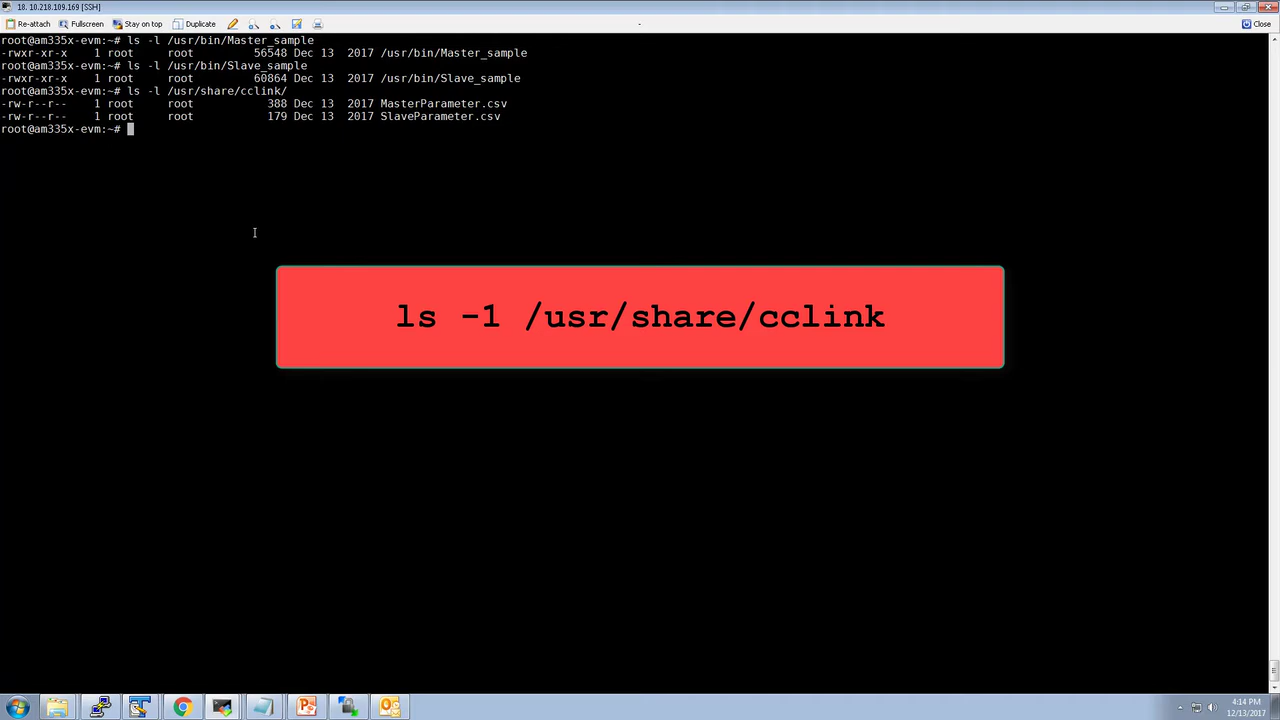 18. 10.218.109.169 [SSH]
Re-attach Fullscreen Stay on top Duplicate - Close
root@am335x-evm:~# ls -l /usr/bin/Master_sample
-rwxr-xr-x 1 root root 56548 Dec 13 2017 /usr/bin/Master_sample
root@am335x-evm:~# ls -l /usr/bin/Slave_sample
-rwxr-xr-x 1 root root 60864 Dec 13 2017 /usr/bin/Slave_sample
root@am335x-evm:~# ls -l /usr/share/cclink/
-rw-r--r-- 1 root root 388 Dec 13 2017 MasterParameter.csv
-rw-r--r-- 1 root root 179 Dec 13 2017 SlaveParameter.csv
root@am335x-evm:~#
ls -1 /usr/share/cclink
4:14 PM
12/13/2017